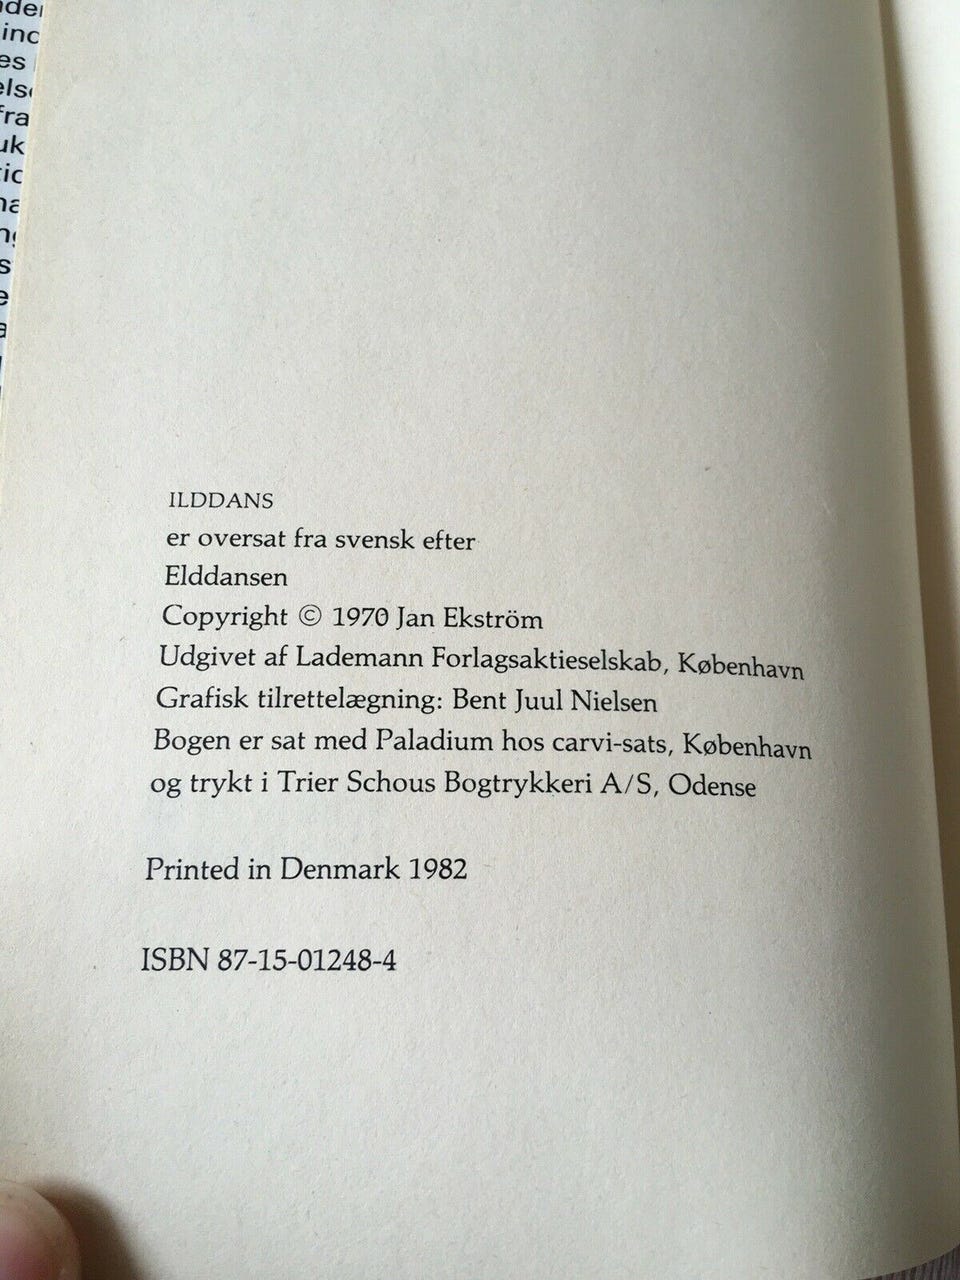 ILDDANS
er oversat fra svensk efter
Elddansen
Copyright © 1970 Jan Ekström
Udgivet af Lademann Forlagsaktieselskab, København
Grafisk tilrettelægning: Bent Juul Nielsen
Bogen er sat med Paladium hos carvi-sats, København
og trykt i Trier Schous Bogtrykkeri A/S, Odense
Printed in Denmark 1982
ISBN 87-15-01248-4